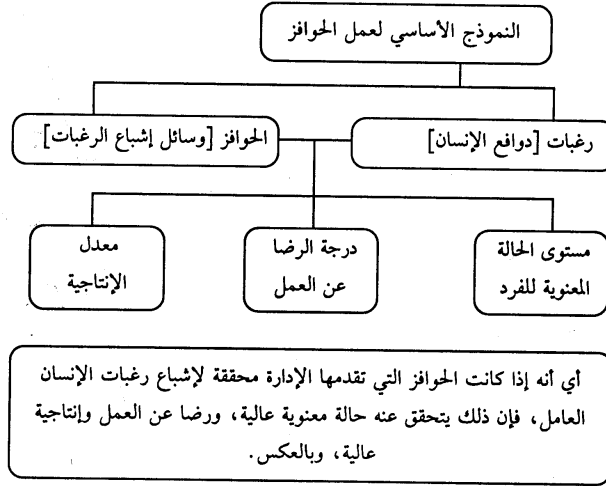 النموذج الأساسي لعمل الحوافز
رغبات [دوافع الإنسان]
الحوافز [وسائل إشباع الرغبات]
مستوى الحالة
المعنوية للفرد
درجة الرضا
عن العمل
معدل
الإنتاجية
أي أنه إذا كانت الحوافز التي تقدمها الإدارة محققة لإشباع رغبات الإنسان
العامل، فإن ذلك يتحقق عنه حالة معنوية عالية، ورضا عن العمل وإنتاجية
عالية، وبالعكس.